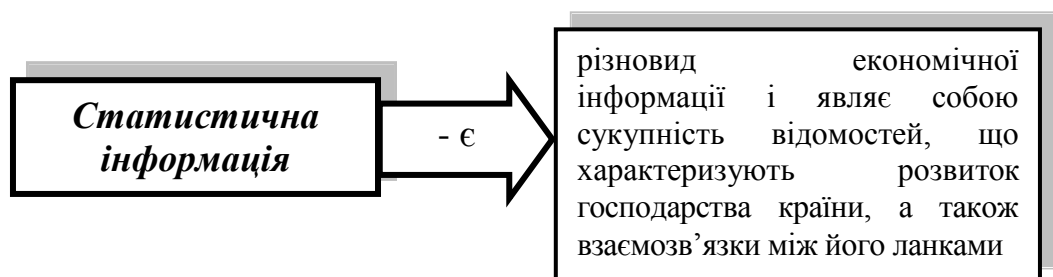 Статистична
інформація
- є
різновид економічної
інформації і являє собою
сукупність відомостей, що
характеризують розвиток
господарства країни, а також
взаємозв’язки між його ланками